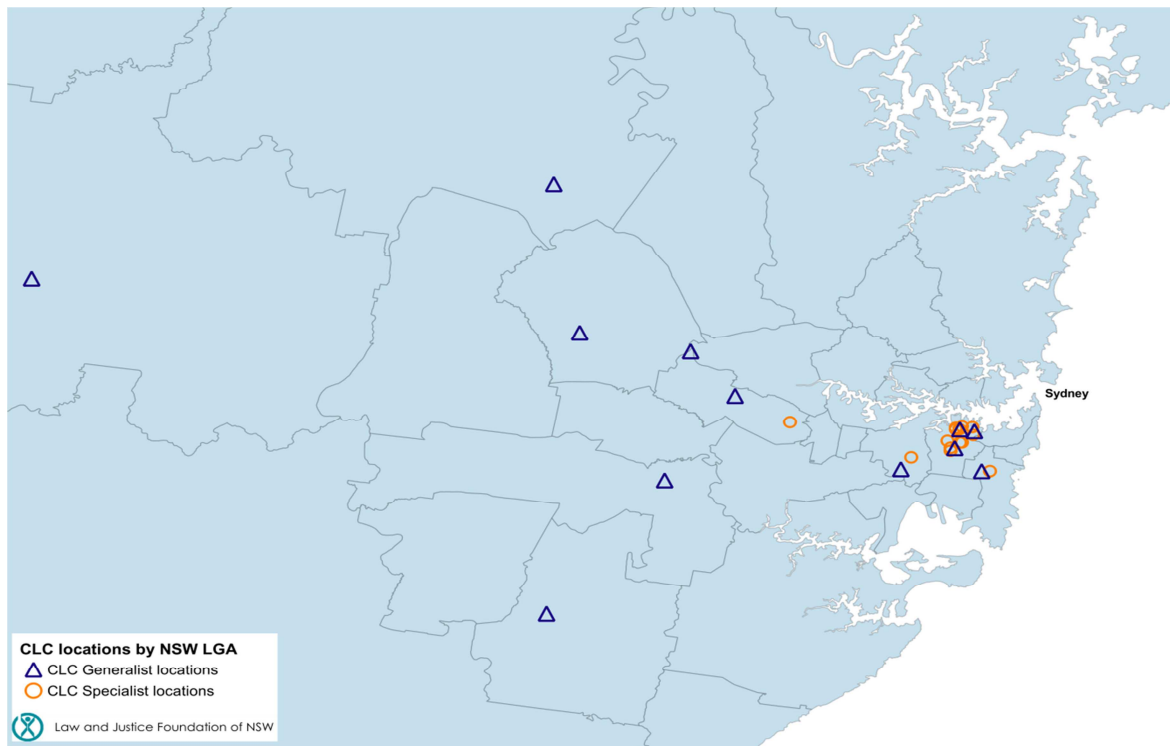 Sydney
CLC locations by NSW LGA
CLC Generalist locations
CLC Specialist locations
Law and Justice Foundation of NSW